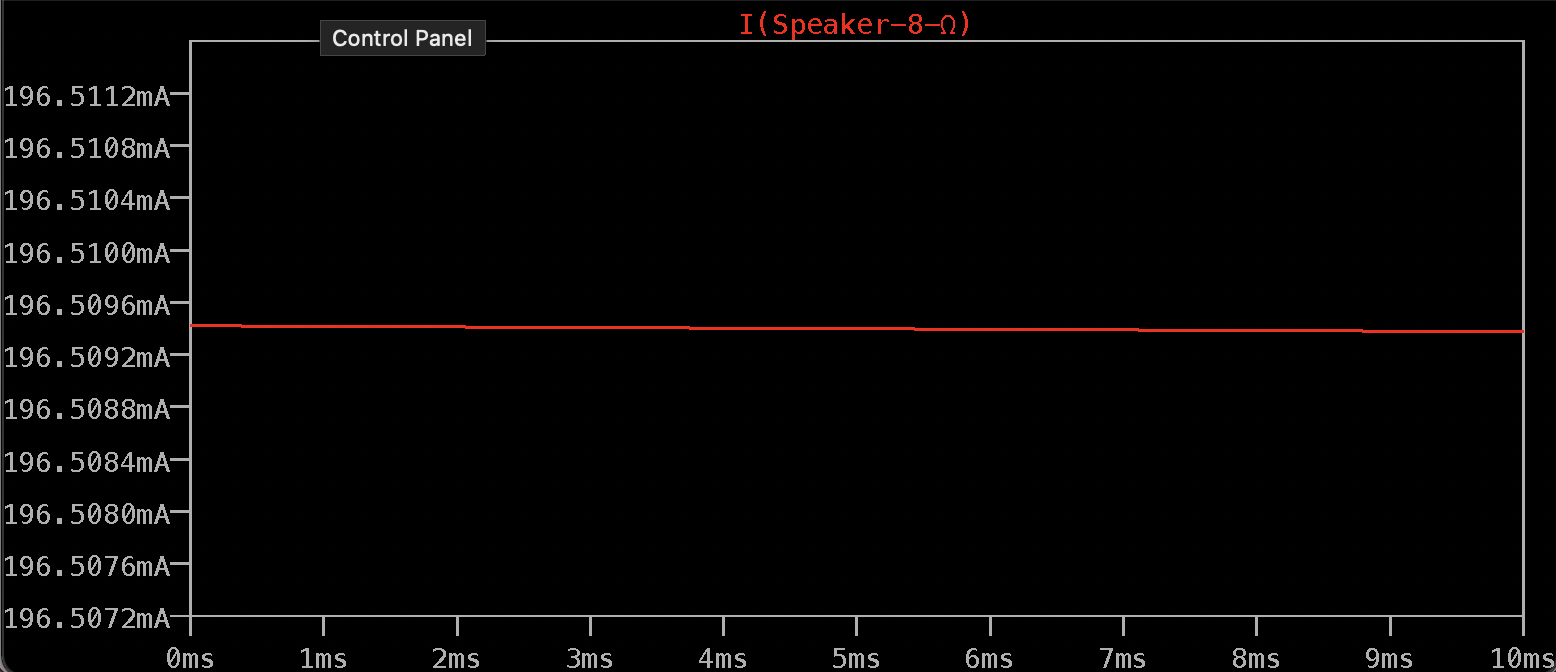 I(Speaker-8-Ω)
Control Panel
196.5112mA
196.5108mA
196.5104mA
196.5100mA
196.5096mA
196.5092mA
196.5088mA
196.5084mA
196.5080mA
196.5076mA
196.5072mA
0ms 1ms 2ms 3ms 4ms 5ms 6ms 7ms 8ms 9ms 10ms